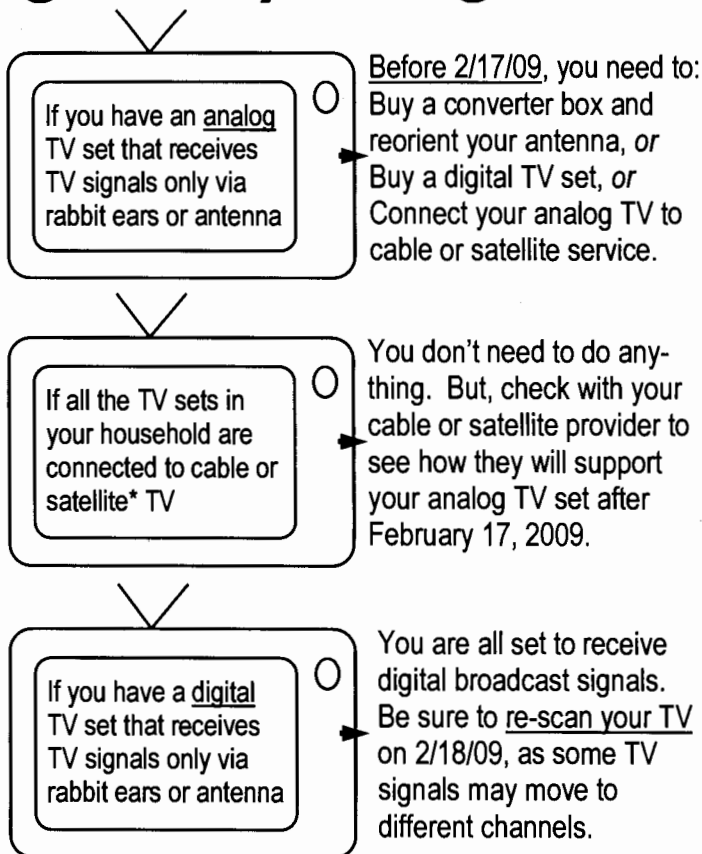 If you have an analog
TV set that receives
TV signals only via
rabbit ears or antenna
Before 2/17/09, you need to:
Buy a converter box and
reorient your antenna, or
Buy a digital TV set, or
Connect your analog TV to
cable or satellite service.
If all the TV sets in
your household are
connected to cable or
satellite* TV
You don't need to do any-
thing. But, check with your
cable or satellite provider to
see how they will support
your analog TV set after
February 17, 2009.
If you have a digital
TV set that receives
TV signals only via
rabbit ears or antenna
You are all set to receive
digital broadcast signals.
Be sure to re-scan your TV
on 2/18/09, as some TV
signals may move to
different channels.